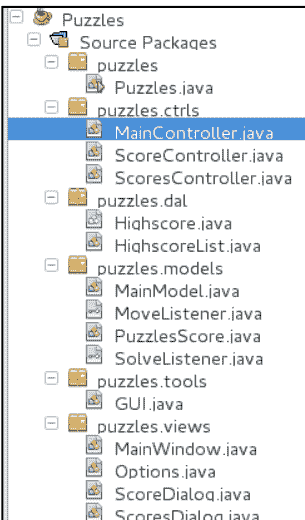 Puzzles
Source Packages
puzzles
Puzzles.java
puzzles.ctrls
MainController.java
ScoreController.java
ScoresController.java
puzzles.dal
Highscore.java
HighscoreList.java
puzzles.models
MainModel.java
MoveListener.java
PuzzlesScore.java
SolveListener.java
puzzles.tools
GUI.java
puzzles.views
MainWindow.java
Options.java
ScoreDialog.java
ScoresDialog.java